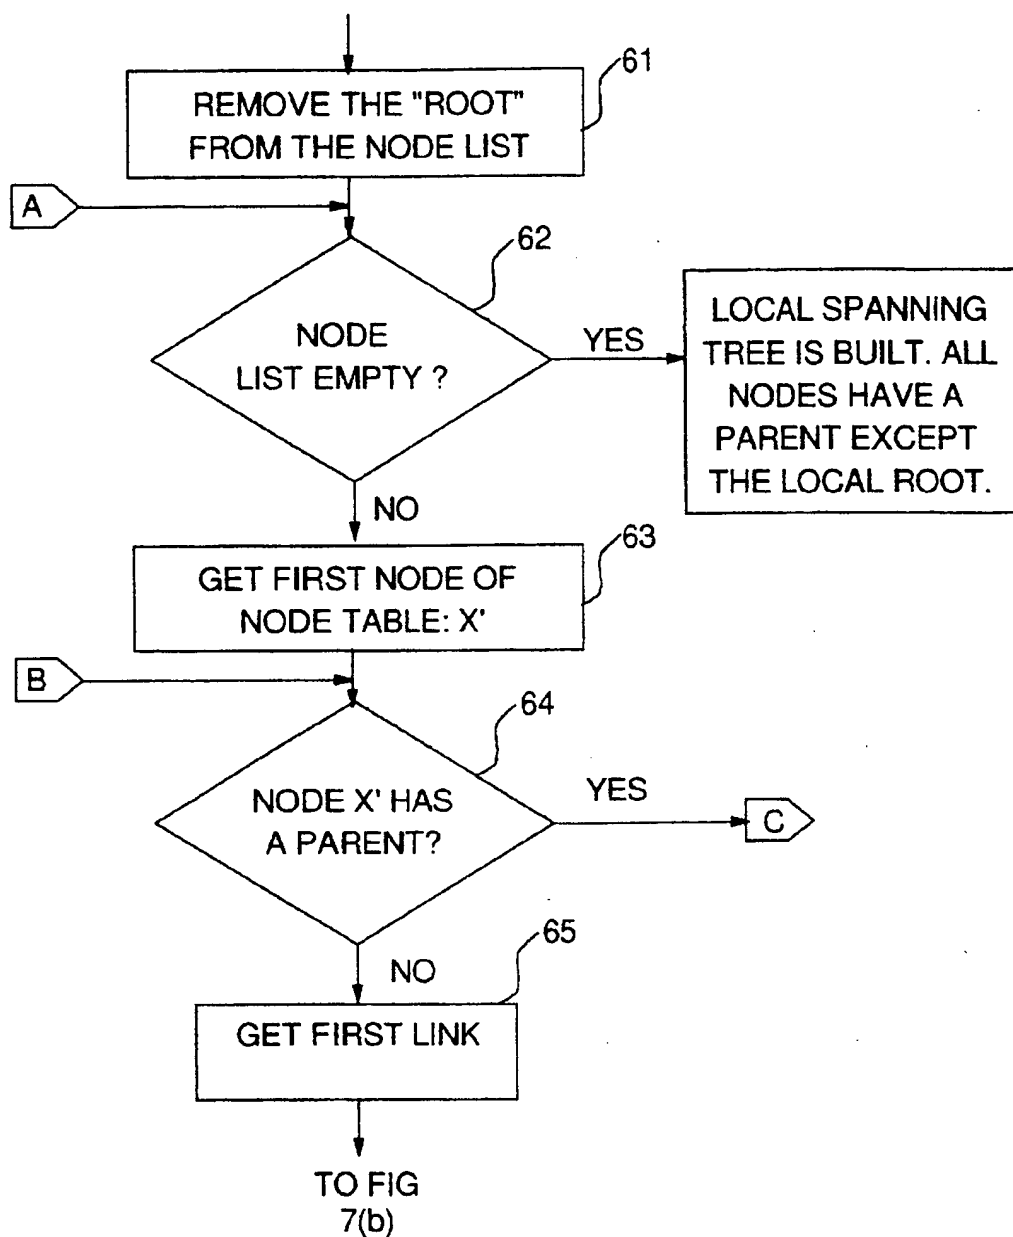 61
REMOVE THE "ROOT"
FROM THE NODE LIST
A
62
NODE
LIST EMPTY ?
YES
LOCAL SPANNING
TREE IS BUILT. ALL
NODES HAVE A
PARENT EXCEPT
THE LOCAL ROOT.
NO
63
GET FIRST NODE OF
NODE TABLE: X'
B
64
NODE X' HAS
A PARENT?
YES
C
65
NO
GET FIRST LINK
TO FIG
7(b)